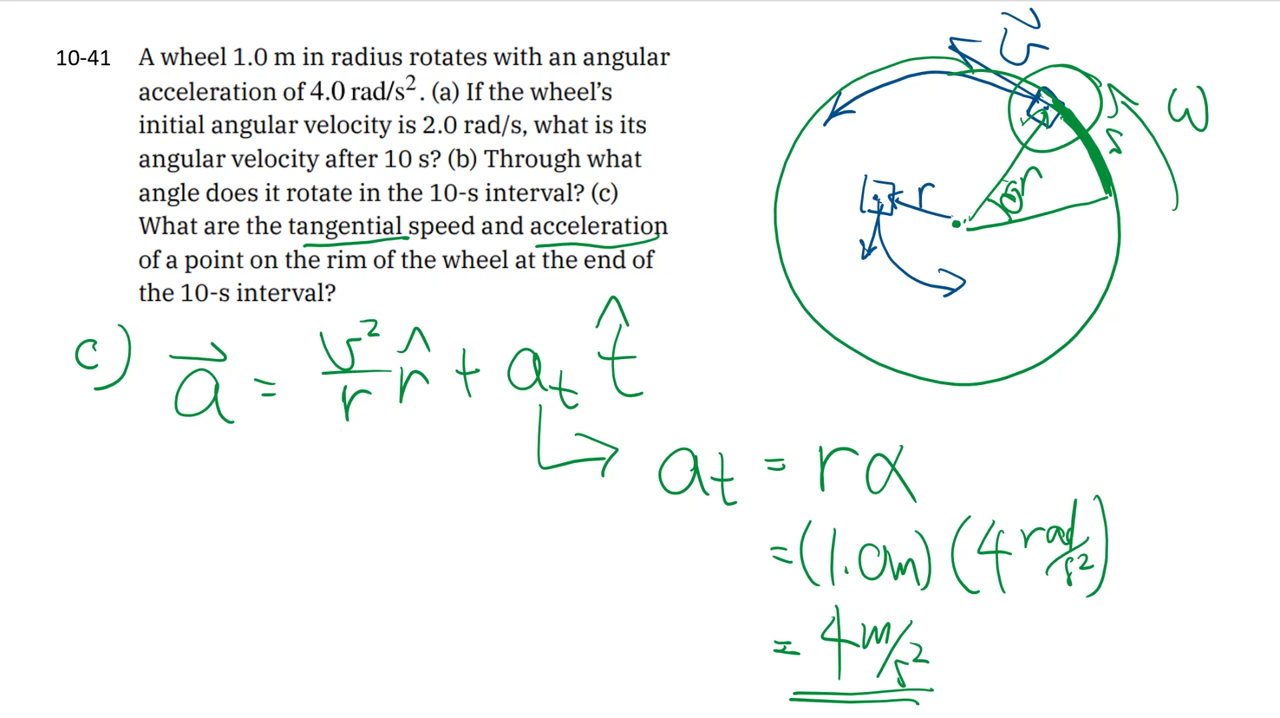 10-41 A wheel 1.0 m in radius rotates with an angular
acceleration of 4.0 rad/s². (a) If the wheel's
initial angular velocity is 2.0 rad/s, what is its
angular velocity after 10 s? (b) Through what
angle does it rotate in the 10-s interval? (c)
What are the tangential speed and acceleration
of a point on the rim of the wheel at the end of
the 10-s interval?
v
ω
s
r
θ
r
c) a⃗ = v²/r r̂ + a_t t̂
a_t = rα
= (1.0m) (4 rad/s²)
= 4 m/s²